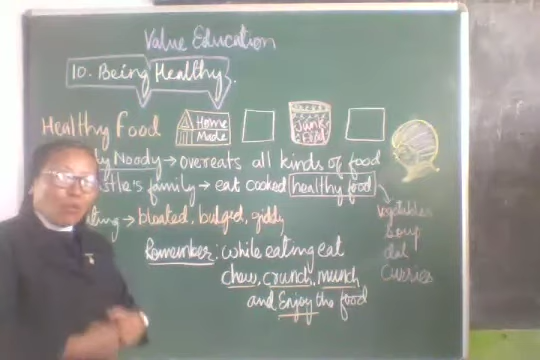 Value Education
10. Being Healthy.
Healthy Food
Home Made
Junk Food
Noody → overeats all kinds of food
family → eat cooked healthy food
→ bloated, bulged, giddy
Vegetables
Soup
dal
Curries
Remember: while eating eat
chew, crunch, munch
and Enjoy the food